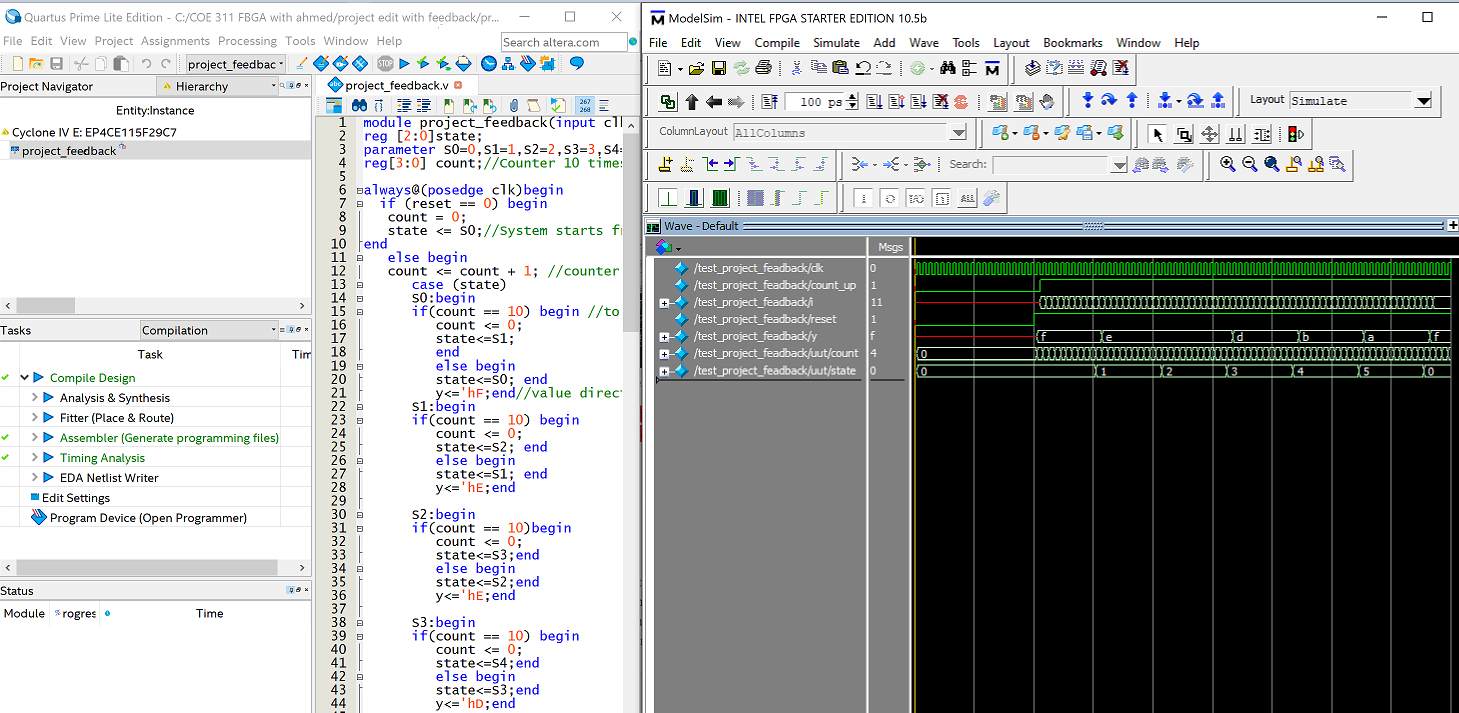 Quartus Prime Lite Edition - C:/COE 311 FBGA with ahmed/project edit with feedback/pr...
File Edit View Project Assignments Processing Tools Window Help
Search altera.com
project_feedbac
Project Navigator
Hierarchy
Entity:Instance
Cyclone IV E: EP4CE115F29C7
project_feedback
Tasks
Compilation
Task
Tim
Compile Design
Analysis & Synthesis
Fitter (Place & Route)
Assembler (Generate programming files)
Timing Analysis
EDA Netlist Writer
Edit Settings
Program Device (Open Programmer)
Status
Module
% rogres
Time
project_feedback.v
267
268
1 module project_feedback(input cl
2 reg [2:0]state;
3 parameter S0=0,S1=1,S2=2,S3=3,S4=
4 reg[3:0] count;//Counter 10 times
5
6 always@(posedge clk)begin
7 if (reset == 0) begin
8 count = 0;
9 state <= S0;//System starts fr
10 end
11 else begin
12 count <= count + 1; //counter
13 case (state)
14 S0:begin
15 if(count == 10) begin //to
16 count <= 0;
17 state<=S1;
18 end
19 else begin
20 state<=S0; end
21 y<='hF;end//value direct
22 S1:begin
23 if(count == 10) begin
24 count <= 0;
25 state<=S2; end
26 else begin
27 state<=S1; end
28 y<='hE;end
29
30 S2:begin
31 if(count == 10)begin
32 count <= 0;
33 state<=S3;end
34 else begin
35 state<=S2;end
36 y<='hE;end
37
38 S3:begin
39 if(count == 10) begin
40 count <= 0;
41 state<=S4;end
42 else begin
43 state<=S3;end
44 y<='hD;end
ModelSim - INTEL FPGA STARTER EDITION 10.5b
File Edit View Compile Simulate Add Wave Tools Layout Bookmarks Window Help
100 ps
Layout Simulate
ColumnLayout AllColumns
Search:
Wave - Default
Msgs
/test_project_feadback/clk 0
/test_project_feadback/count_up 1
/test_project_feadback/i 11
/test_project_feadback/reset 1
/test_project_feadback/y f f e d b a f
/test_project_feadback/uut/count 4 0
/test_project_feadback/uut/state 0 0 1 2 3 4 5 0